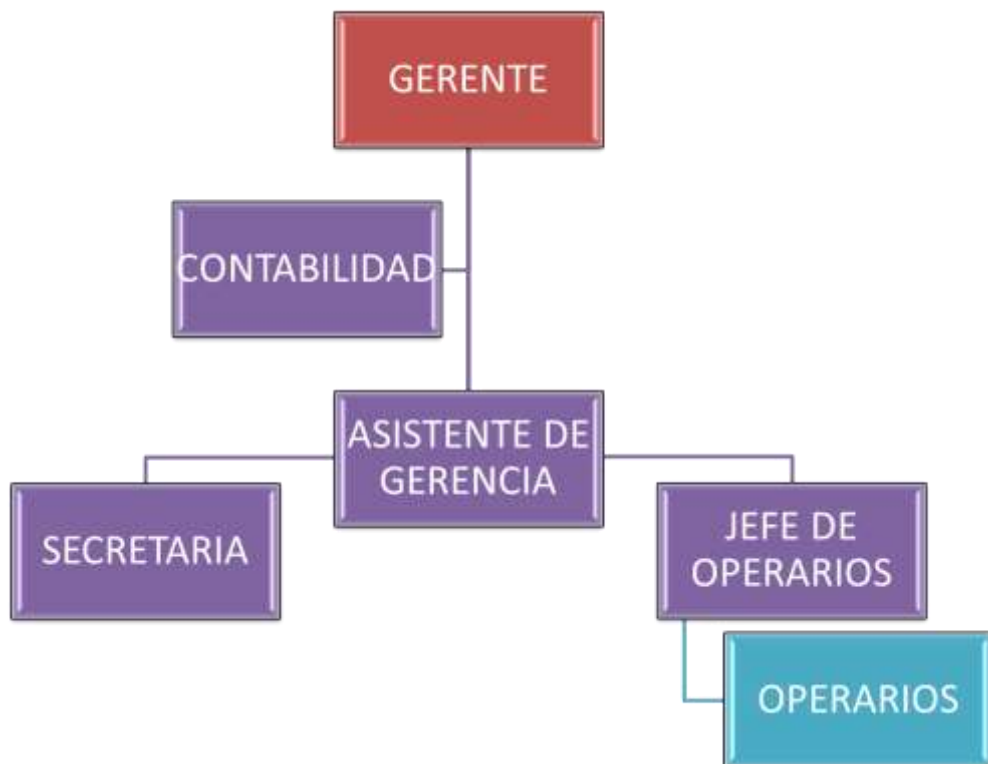 GERENTE
CONTABILIDAD
ASISTENTE DE
GERENCIA
SECRETARIA
JEFE DE
OPERARIOS
OPERARIOS